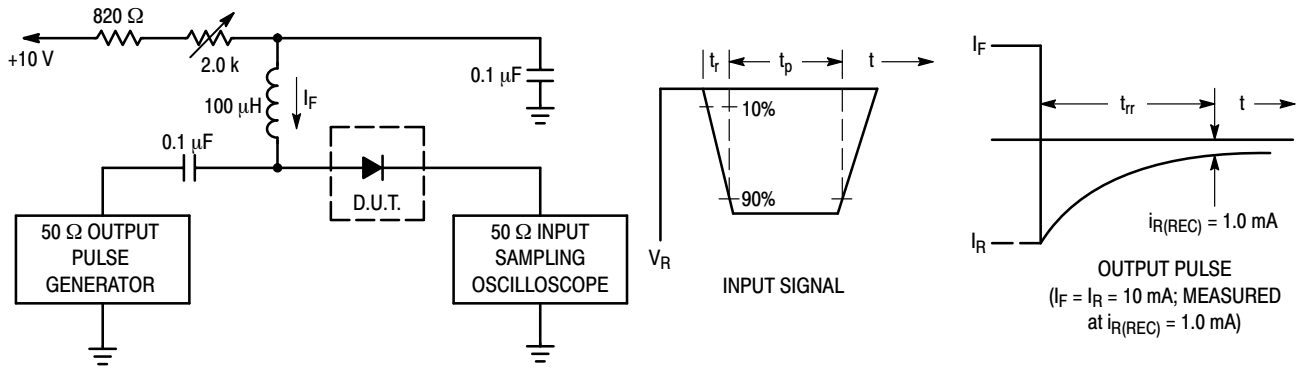 820 Ω
+10 V
2.0 k
100 μH
I_F
0.1 μF
0.1 μF
D.U.T.
50 Ω OUTPUT
PULSE
GENERATOR
50 Ω INPUT
SAMPLING
OSCILLOSCOPE
t_r
t_p
t
10%
90%
V_R
INPUT SIGNAL
I_F
t_rr
t
I_R
i_R(REC) = 1.0 mA
OUTPUT PULSE
(I_F = I_R = 10 mA; MEASURED
at i_R(REC) = 1.0 mA)